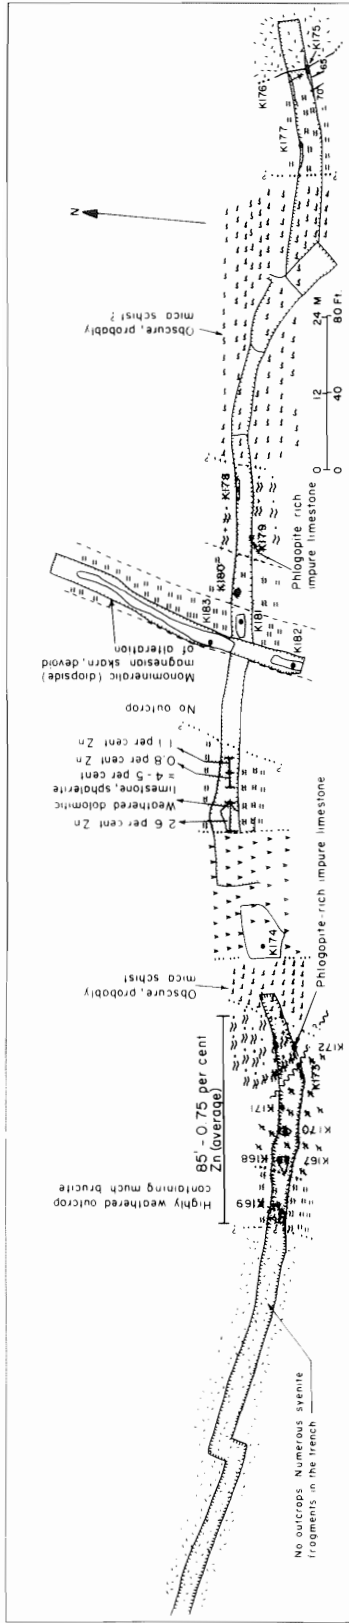 No outcrops. Numerous syenite
fragments in the trench
Highly weathered outcrop
containing much brucite
85' - 0.75 per cent
Zn (average)
K169
K168
K167
K170
K171
K173
K172
Phlogopite-rich impure limestone
Obscure, probably
mica schist
K174
2.6 per cent Zn
Weathered dolomitic
limestone, sphalerite
= 4-5 per cent
0.8 per cent Zn
1.1 per cent Zn
No outcrop
Monomineralic (diopside)
magnesian skarn, devoid
of alteration
K183
K182
K181
K180
K179
K178
Phlogopite rich
impure limestone
Obscure, probably
mica schist ?
N
0 12 24 M
0 40 80 Ft.
K177
K176
K175
70
65
?
?
?
?
?